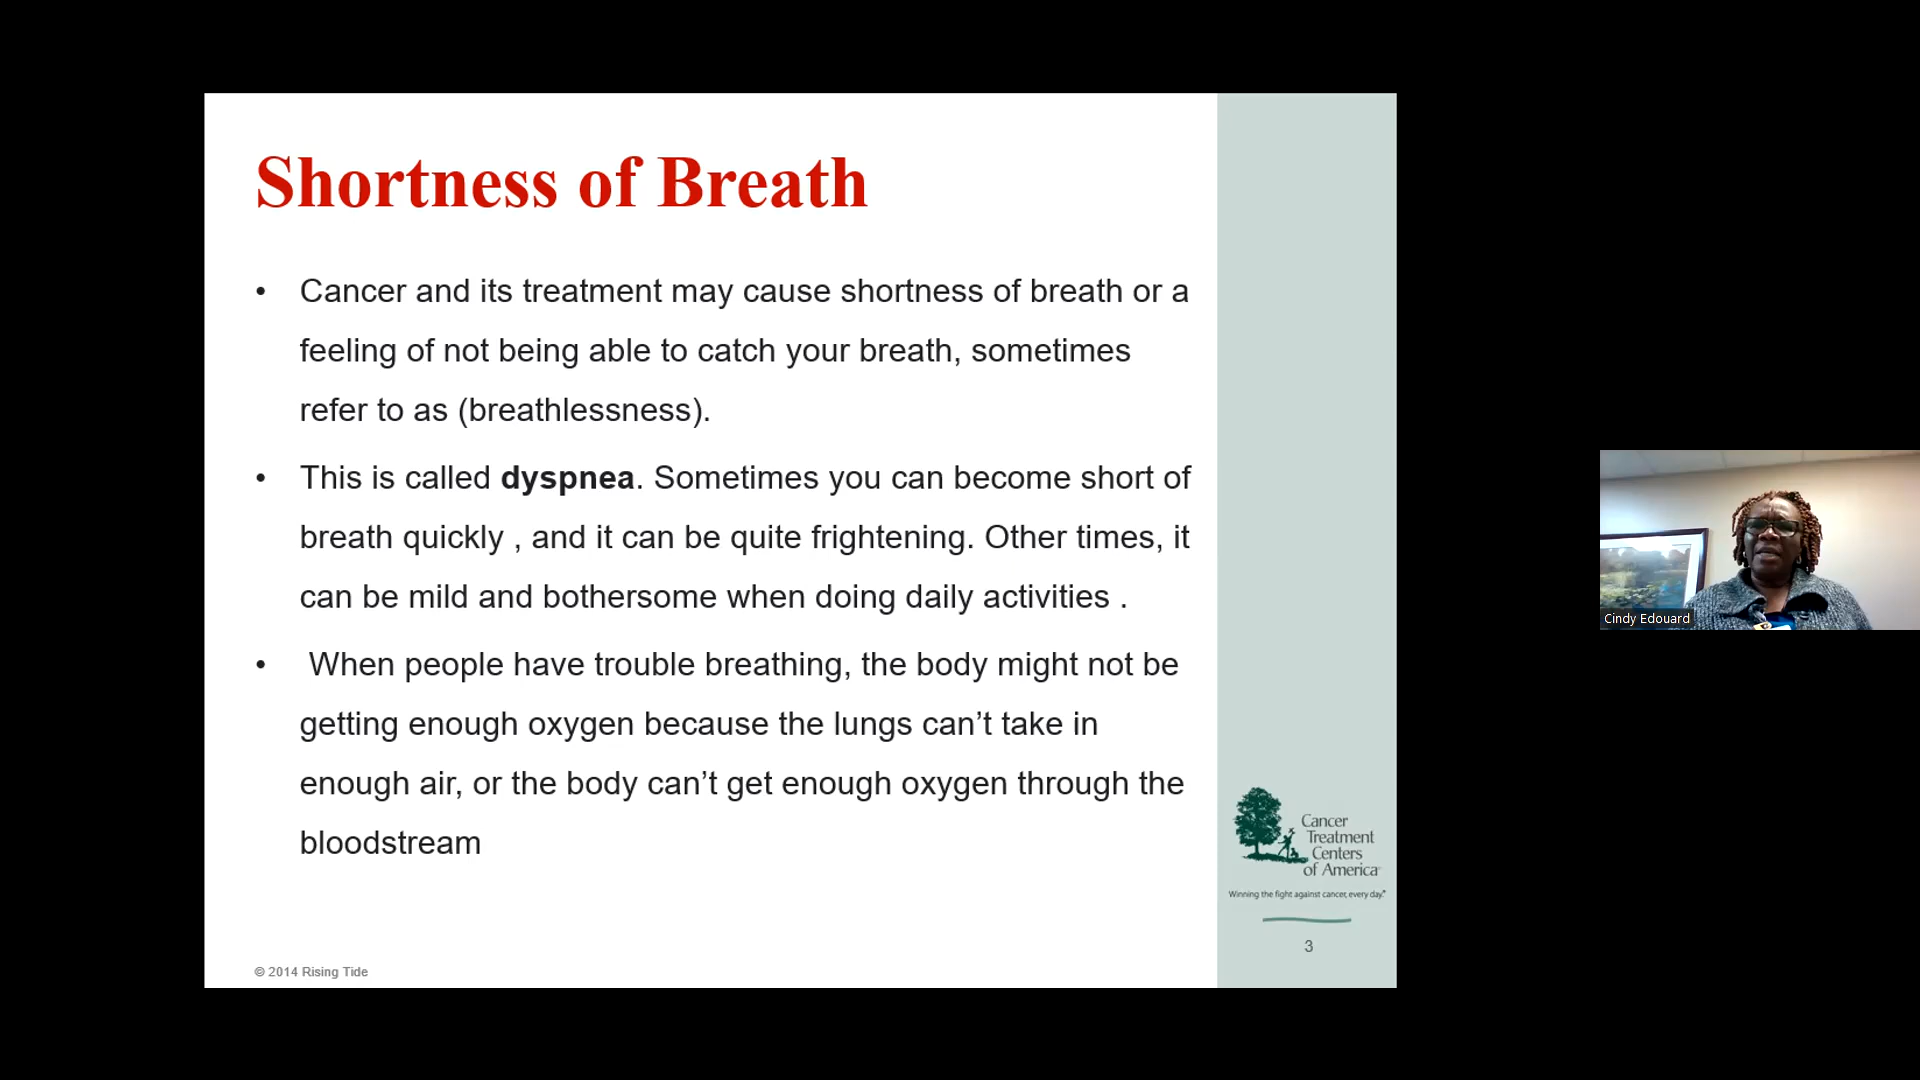 Shortness of Breath
• Cancer and its treatment may cause shortness of breath or a
feeling of not being able to catch your breath, sometimes
refer to as (breathlessness).
• This is called dyspnea. Sometimes you can become short of
breath quickly , and it can be quite frightening. Other times, it
can be mild and bothersome when doing daily activities .
• When people have trouble breathing, the body might not be
getting enough oxygen because the lungs can’t take in
enough air, or the body can’t get enough oxygen through the
bloodstream
Cancer
Treatment
Centers
of America
Winning the fight against cancer, every day.®
3
© 2014 Rising Tide
Cindy Edouard